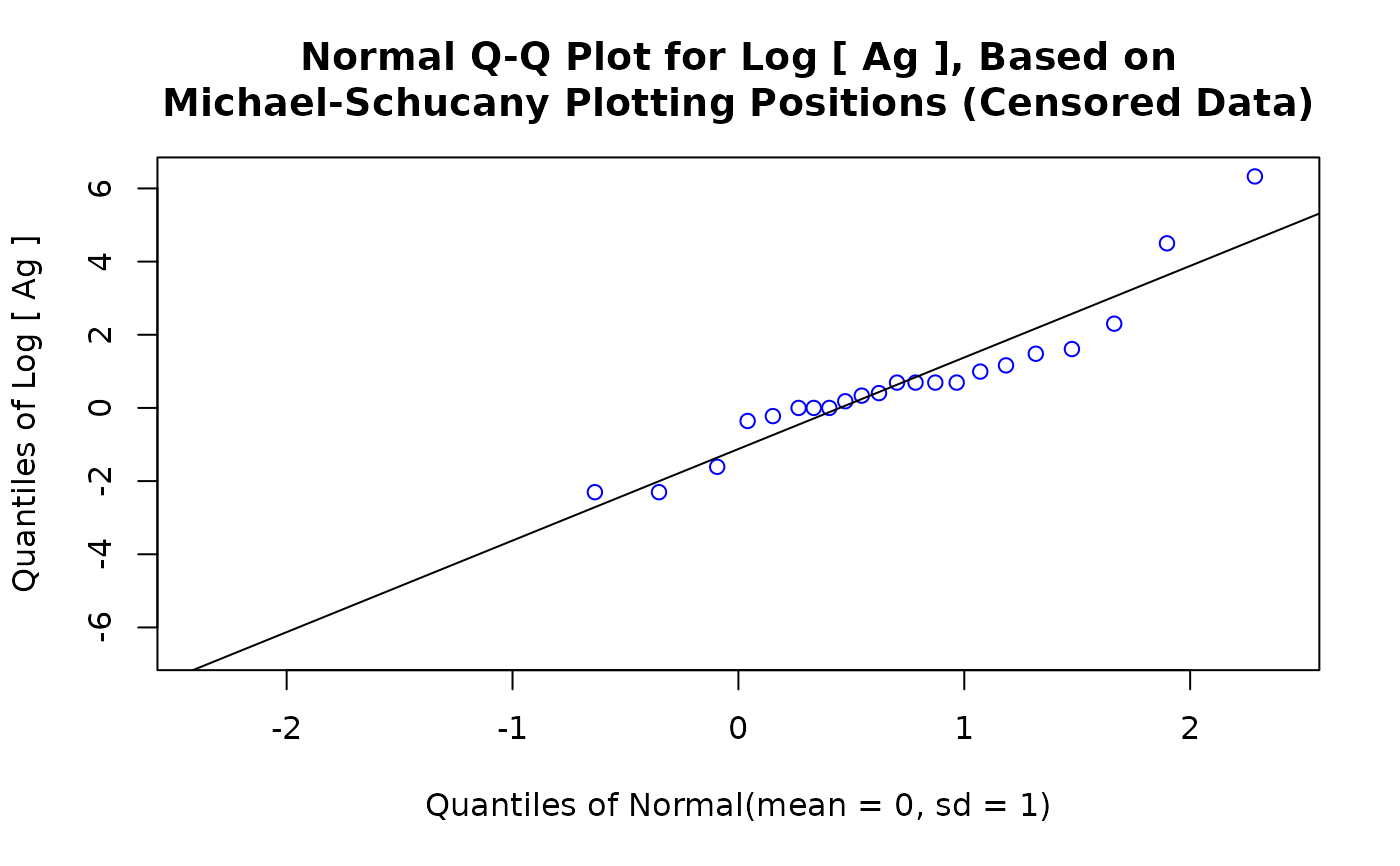 Normal Q-Q Plot for Log [ Ag ], Based on
Michael-Schucany Plotting Positions (Censored Data)
Quantiles of Log [ Ag ]
6
4
2
0
-2
-4
-6
-2 -1 0 1 2
Quantiles of Normal(mean = 0, sd = 1)